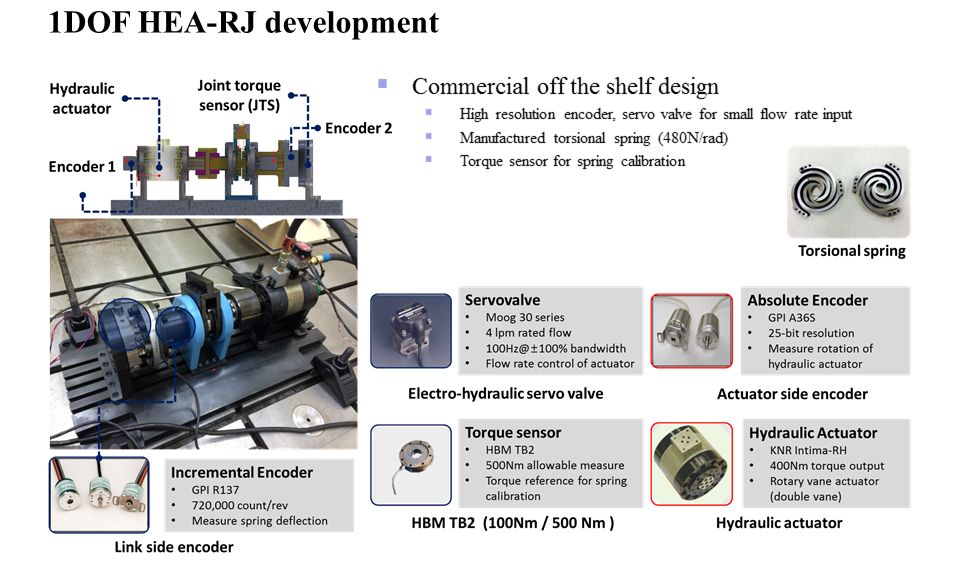 1DOF HEA-RJ development
Hydraulic
actuator
Joint torque
sensor (JTS)
Encoder 2
Encoder 1
Commercial off the shelf design
High resolution encoder, servo valve for small flow rate input
Manufactured torsional spring (480N/rad)
Torque sensor for spring calibration
Torsional spring
Servovalve
• Moog 30 series
• 4 lpm rated flow
• 100Hz@±100% bandwidth
• Flow rate control of actuator
Electro-hydraulic servo valve
Absolute Encoder
• GPI A36S
• 25-bit resolution
• Measure rotation of
hydraulic actuator
Actuator side encoder
Torque sensor
• HBM TB2
• 500Nm allowable measure
• Torque reference for spring
calibration
HBM TB2 (100Nm / 500 Nm )
Hydraulic Actuator
• KNR Intima-RH
• 400Nm torque output
• Rotary vane actuator
(double vane)
Hydraulic actuator
Incremental Encoder
• GPI R137
• 720,000 count/rev
• Measure spring deflection
Link side encoder